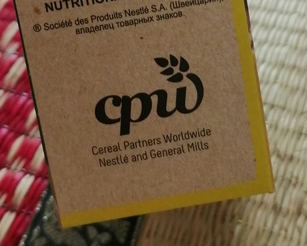 NUTRITION
® Société des Produits Nestlé S.A. (Швейцария)
владелец товарных знаков.
cpw
Cereal Partners Worldwide
Nestlé and General Mills